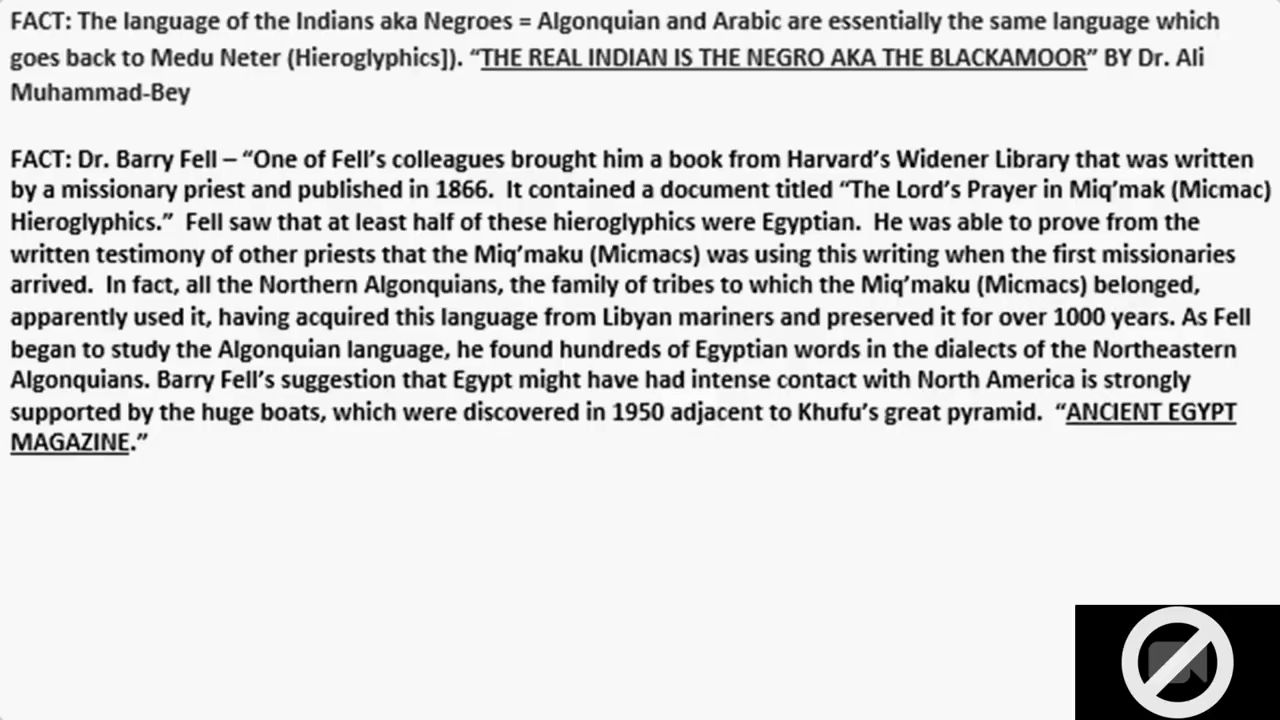 FACT: The language of the Indians aka Negroes = Algonquian and Arabic are essentially the same language which
goes back to Medu Neter (Hieroglyphics]). “THE REAL INDIAN IS THE NEGRO AKA THE BLACKAMOOR” BY Dr. Ali
Muhammad-Bey
FACT: Dr. Barry Fell – “One of Fell’s colleagues brought him a book from Harvard’s Widener Library that was written
by a missionary priest and published in 1866. It contained a document titled “The Lord’s Prayer in Miq’mak (Micmac)
Hieroglyphics.” Fell saw that at least half of these hieroglyphics were Egyptian. He was able to prove from the
written testimony of other priests that the Miq’maku (Micmacs) was using this writing when the first missionaries
arrived. In fact, all the Northern Algonquians, the family of tribes to which the Miq’maku (Micmacs) belonged,
apparently used it, having acquired this language from Libyan mariners and preserved it for over 1000 years. As Fell
began to study the Algonquian language, he found hundreds of Egyptian words in the dialects of the Northeastern
Algonquians. Barry Fell’s suggestion that Egypt might have had intense contact with North America is strongly
supported by the huge boats, which were discovered in 1950 adjacent to Khufu’s great pyramid. “ANCIENT EGYPT
MAGAZINE.”